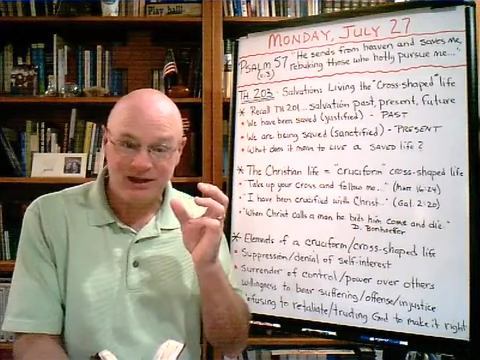 Play ball!
MONDAY, JULY 27
PSALM 57 "He sends from heaven and saves me,
(v.3) rebuking those who hotly pursue me..."
TH 203 - Salvation: Living the "Cross-shaped" life
* Recall TH 201... salvation past, present, future
• We have been saved (justified) - PAST
• We are being saved (sanctified) - PRESENT
• What does it mean to LIVE A SAVED LIFE?
* The Christian life = "cruciform" cross-shaped life
"Take up your cross and follow me..." (16-24)
"I have been crucified with Christ..." (Gal. 2:20)
"When Christ calls a man he bids him come and die."
D. Bonhoeffer
* Elements of a cruciform/cross-shaped life
• Suppression/denial of self-interest
• Surrender of control/power over others
willingness to bear suffering/offense/injustice
refusing to retaliate/trusting God to make it right